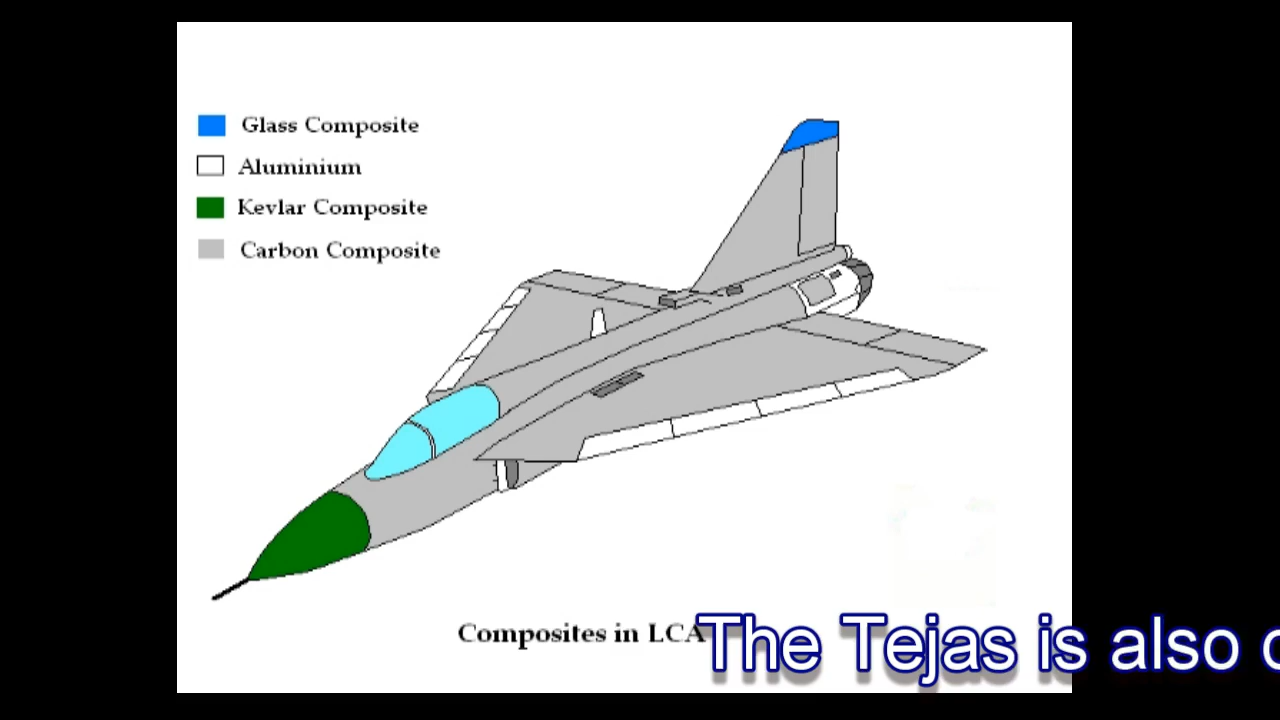 Glass Composite
Aluminium
Kevlar Composite
Carbon Composite
Composites in LCA
The Tejas is also